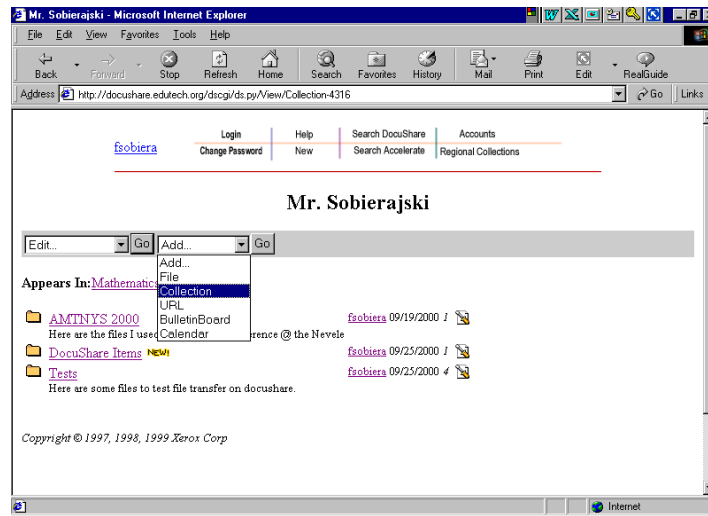 Mr. Sobierajski - Microsoft Internet Explorer
File Edit View Favorites Tools Help
Back Forward Stop Refresh Home Search Favorites History Mail Print Edit RealGuide
Address http://docushare.edutech.org/dscgi/ds.py/View/Collection-4316 Go Links
Login Help Search DocuShare Accounts
fsobiera Change Password New Search Accelerate Regional Collections
Mr. Sobierajski
Edit... Go Add... Go
Add...
Appears In: Mathematics File
Collection
URL
AMTNYS 2000 BulletinBoard fsobiera 09/19/2000 1
Here are the files I used Calendar erence @ the Nevele
DocuShare Items NEW! fsobiera 09/25/2000 1
Tests fsobiera 09/25/2000 4
Here are some files to test file transfer on docushare.
Copyright © 1997, 1998, 1999 Xerox Corp
Internet